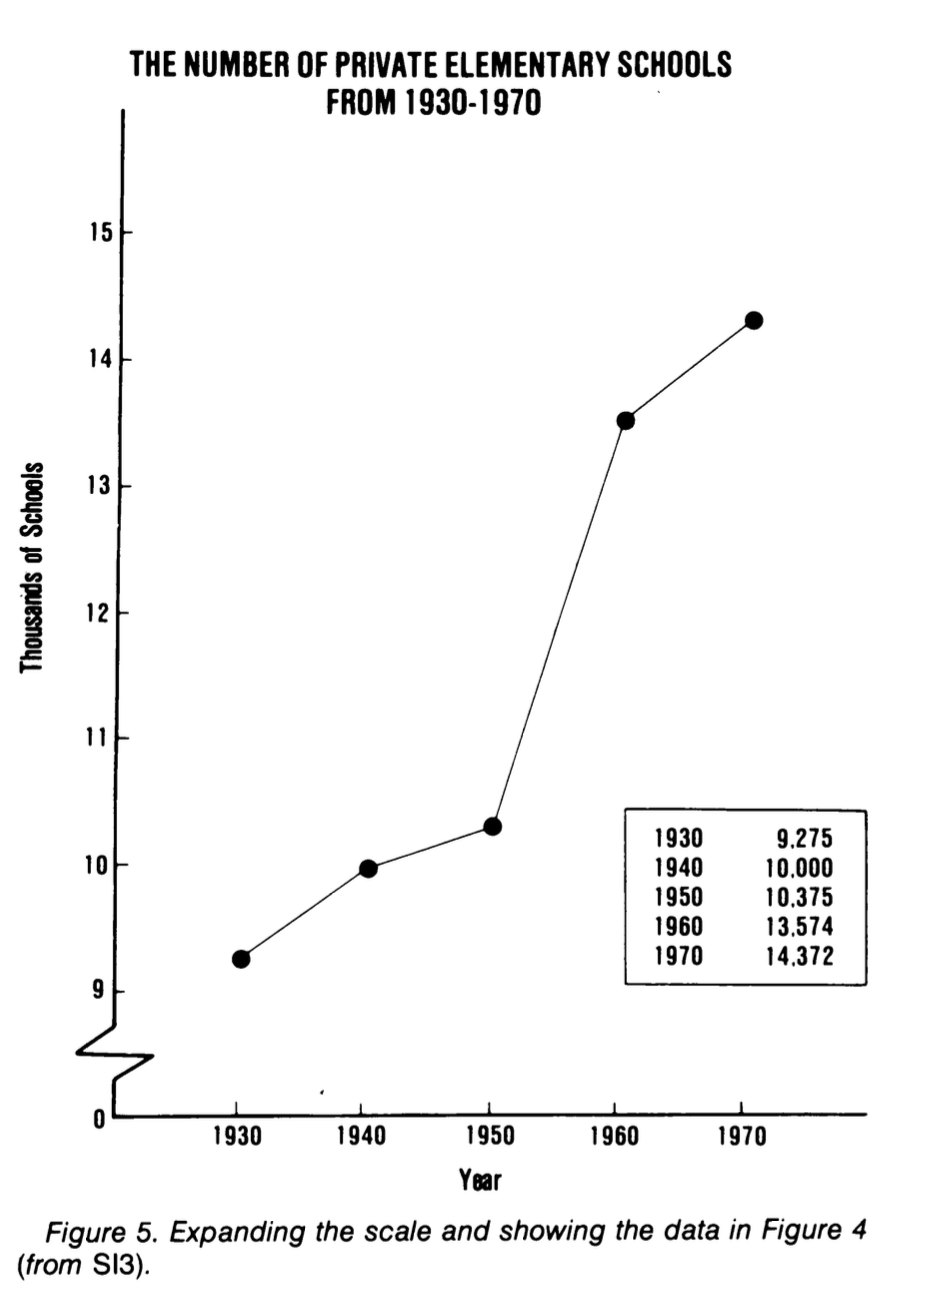 THE NUMBER OF PRIVATE ELEMENTARY SCHOOLS
FROM 1930-1970
15
14
13
12
11
10
9
0
Thousands of Schools
1930 9,275
1940 10,000
1950 10,375
1960 13,574
1970 14,372
1930 1940 1950 1960 1970
Year
Figure 5. Expanding the scale and showing the data in Figure 4
(from SI3).